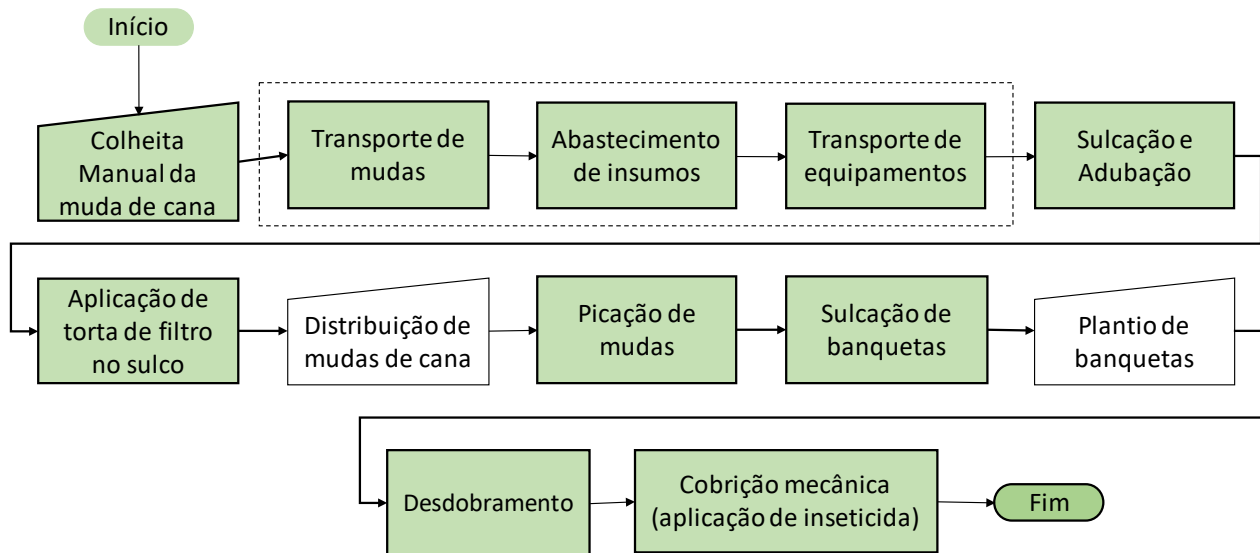 Início
Colheita
Manual da
muda de cana
Transporte de
mudas
Abastecimento
de insumos
Transporte de
equipamentos
Sulcação e
Adubação
Aplicação de
torta de filtro
no sulco
Distribuição de
mudas de cana
Picação de
mudas
Sulcação de
banquetas
Plantio de
banquetas
Desdobramento
Cobrição mecânica
(aplicação de inseticida)
Fim